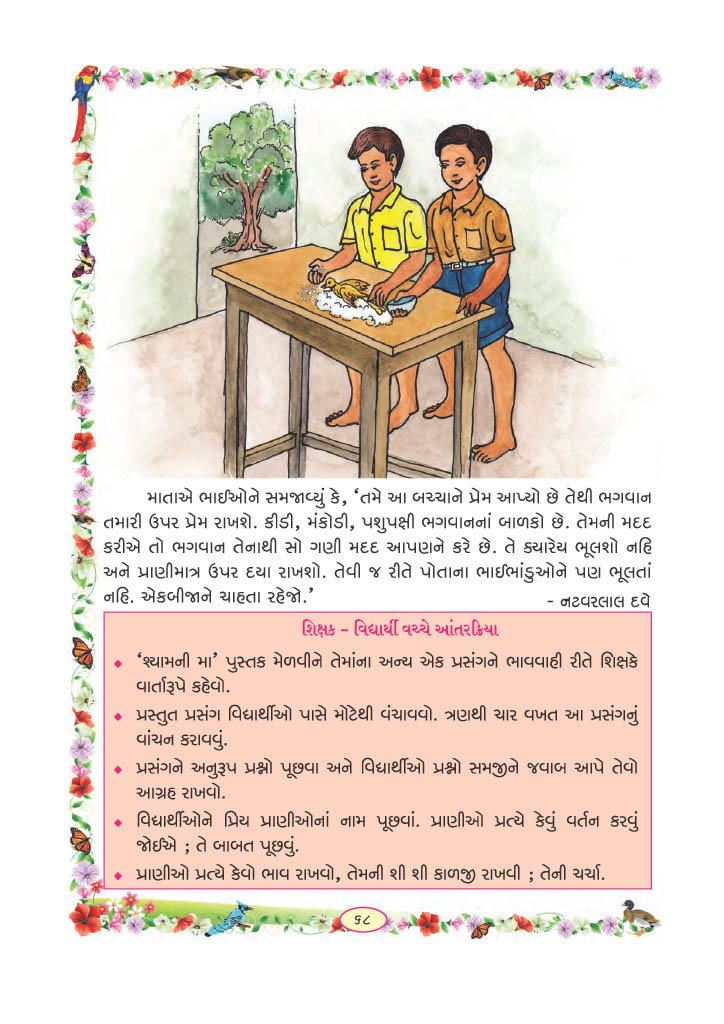 માતાએ ભાઈઓને સમજાવ્યું કે, ‘તમે આ બચ્ચાને પ્રેમ આપ્યો છે તેથી ભગવાન
તમારી ઉપર પ્રેમ રાખશે. કીડી, મંકોડી, પશુપક્ષી ભગવાનનાં બાળકો છે. તેમની મદદ
કરીએ તો ભગવાન તેનાથી સો ગણી મદદ આપણને કરે છે. તે ક્યારેય ભૂલશો નહિ
અને પ્રાણીમાત્ર ઉપર દયા રાખશો. તેવી જ રીતે પોતાના ભાઈભાંડુઓને પણ ભૂલતાં
નહિ. એકબીજાને ચાહતા રહેજો.’
- નટવરલાલ દવે
શિક્ષક – વિદ્યાર્થી વચ્ચે આંતરક્રિયા
◆ ‘શ્યામની મા’ પુસ્તક મેળવીને તેમાંના અન્ય એક પ્રસંગને ભાવવાહી રીતે શિક્ષકે
વાર્તારૂપે કહેવો.
◆ પ્રસ્તુત પ્રસંગ વિદ્યાર્થીઓ પાસે મોટેથી વંચાવવો. ત્રણથી ચાર વખત આ પ્રસંગનું
વાંચન કરાવવું.
◆ પ્રસંગને અનુરૂપ પ્રશ્નો પૂછવા અને વિદ્યાર્થીઓ પ્રશ્નો સમજીને જવાબ આપે તેવો
આગ્રહ રાખવો.
◆ વિદ્યાર્થીઓને પ્રિય પ્રાણીઓનાં નામ પૂછવાં. પ્રાણીઓ પ્રત્યે કેવું વર્તન કરવું
જોઈએ ; તે બાબત પૂછવું.
◆ પ્રાણીઓ પ્રત્યે કેવો ભાવ રાખવો, તેમની શી શી કાળજી રાખવી ; તેની ચર્ચા.
૬૮